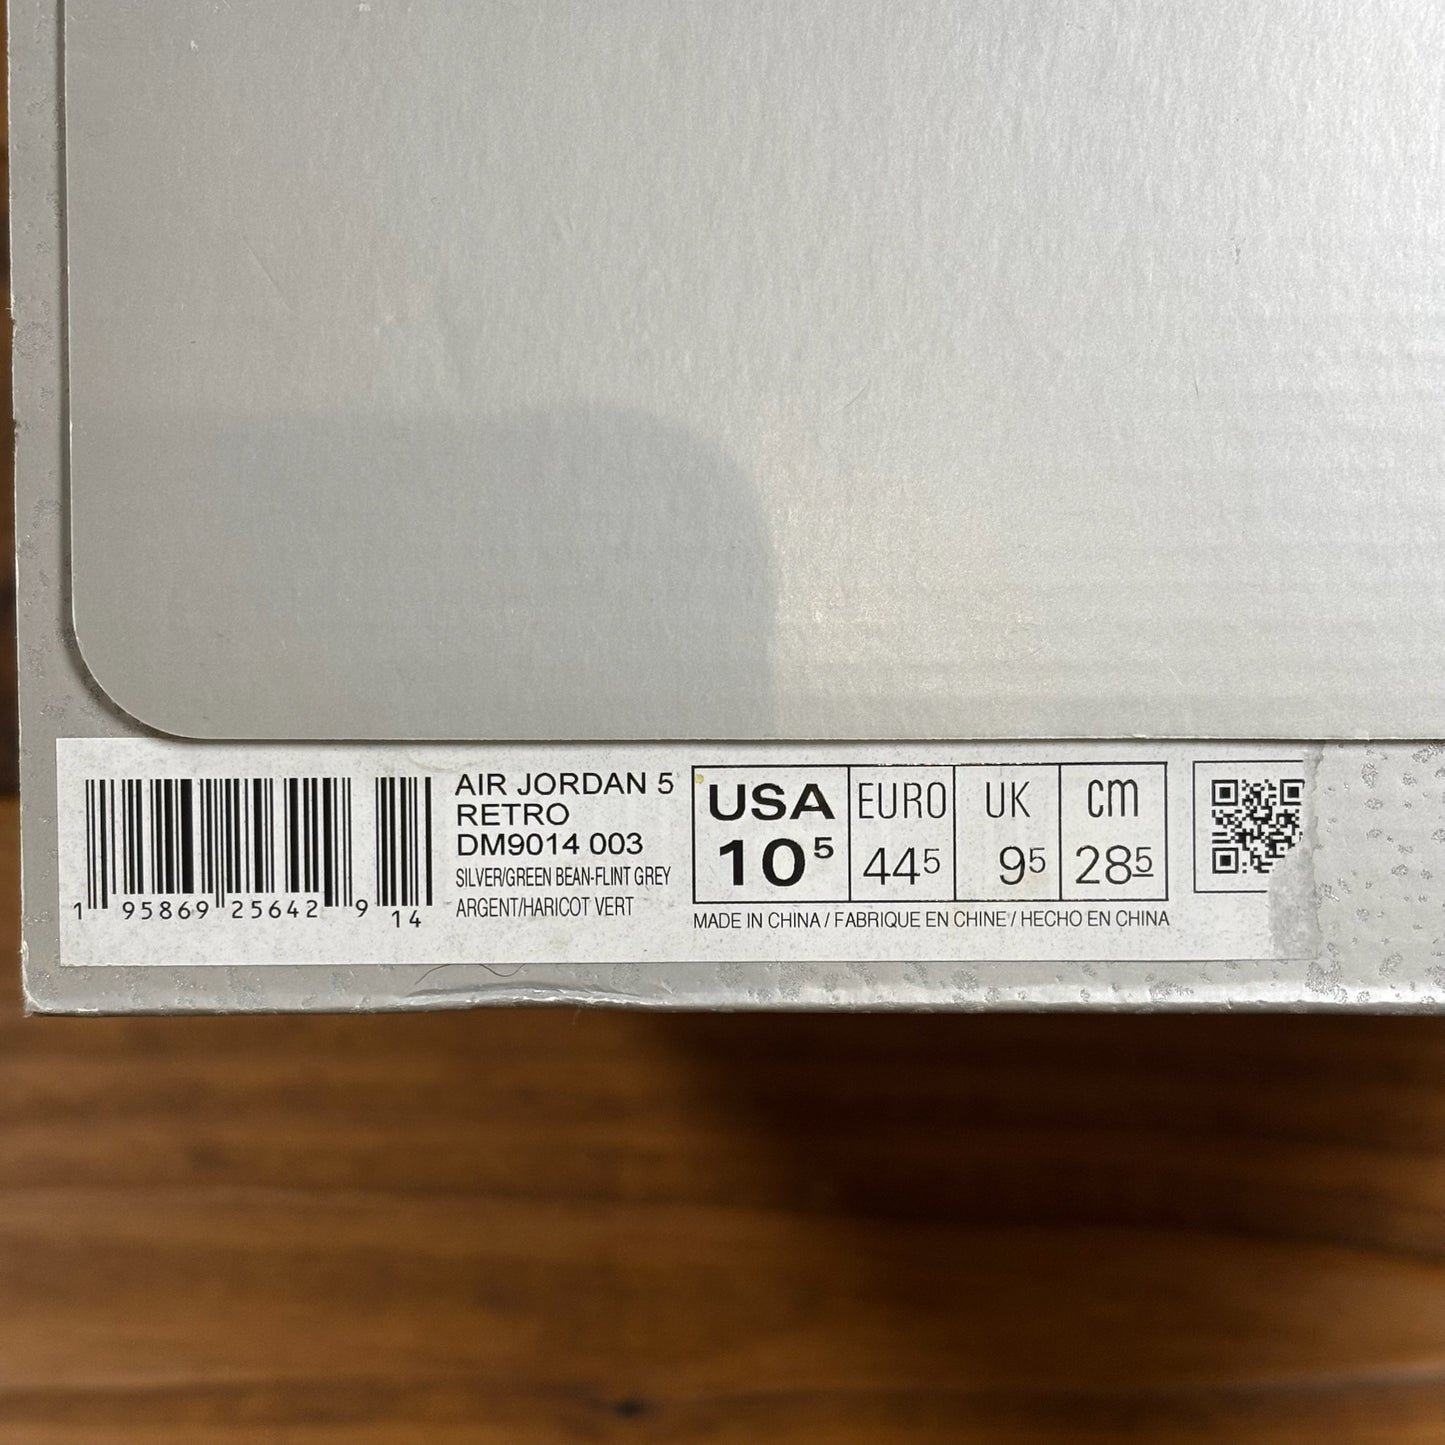 AIR JORDAN 5
RETRO
DM9014 003
SILVER/GREEN BEAN-FLINT GREY
ARGENT/HARICOT VERT
1 95869 25642 9 14
USA EURO UK cm
10⁵ 44⁵ 9⁵ 28⁵
MADE IN CHINA / FABRIQUE EN CHINE / HECHO EN CHINA